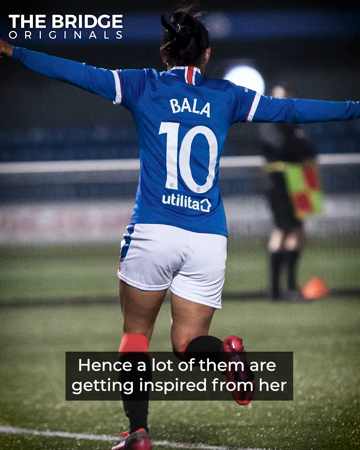 THE BRIDGE
ORIGINALS
BALA
10
utilita
Hence a lot of them are
getting inspired from her